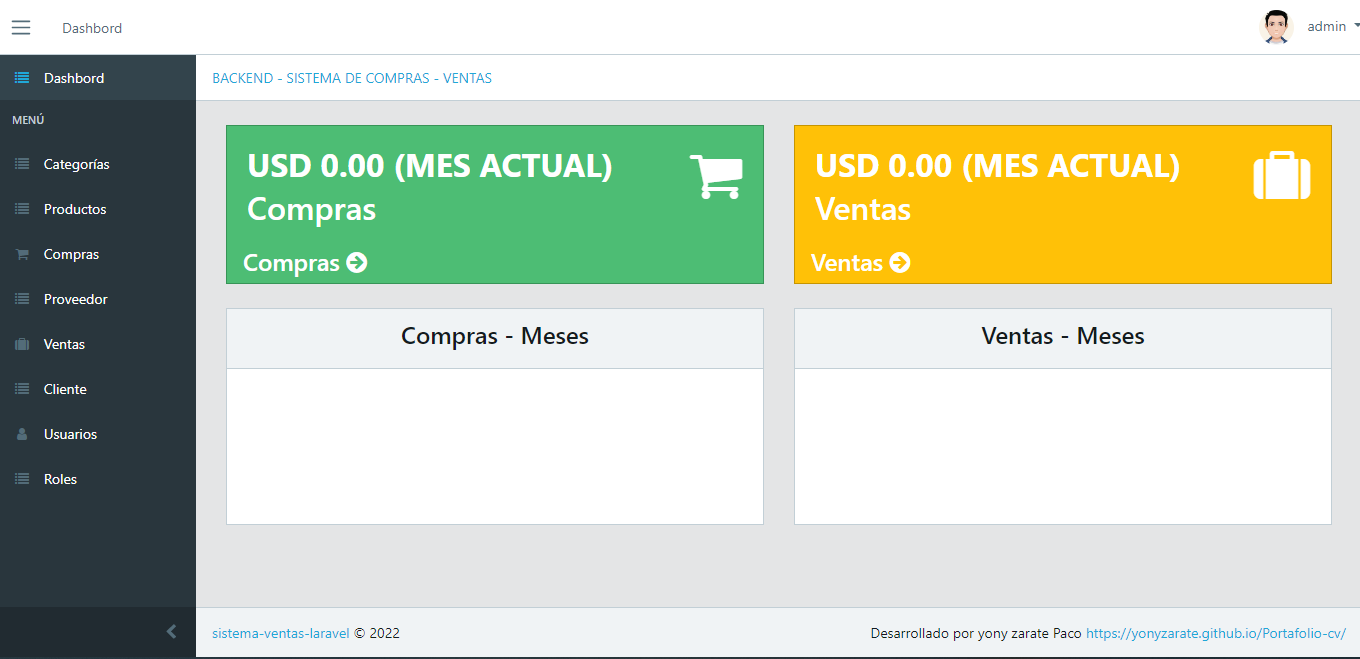 Dashbord
admin
Dashbord
MENÚ
Categorías
Productos
Compras
Proveedor
Ventas
Cliente
Usuarios
Roles
BACKEND - SISTEMA DE COMPRAS - VENTAS
USD 0.00 (MES ACTUAL)
Compras
Compras
USD 0.00 (MES ACTUAL)
Ventas
Ventas
Compras - Meses
Ventas - Meses
sistema-ventas-laravel © 2022
Desarrollado por yony zarate Paco https://yonyzarate.github.io/Portafolio-cv/